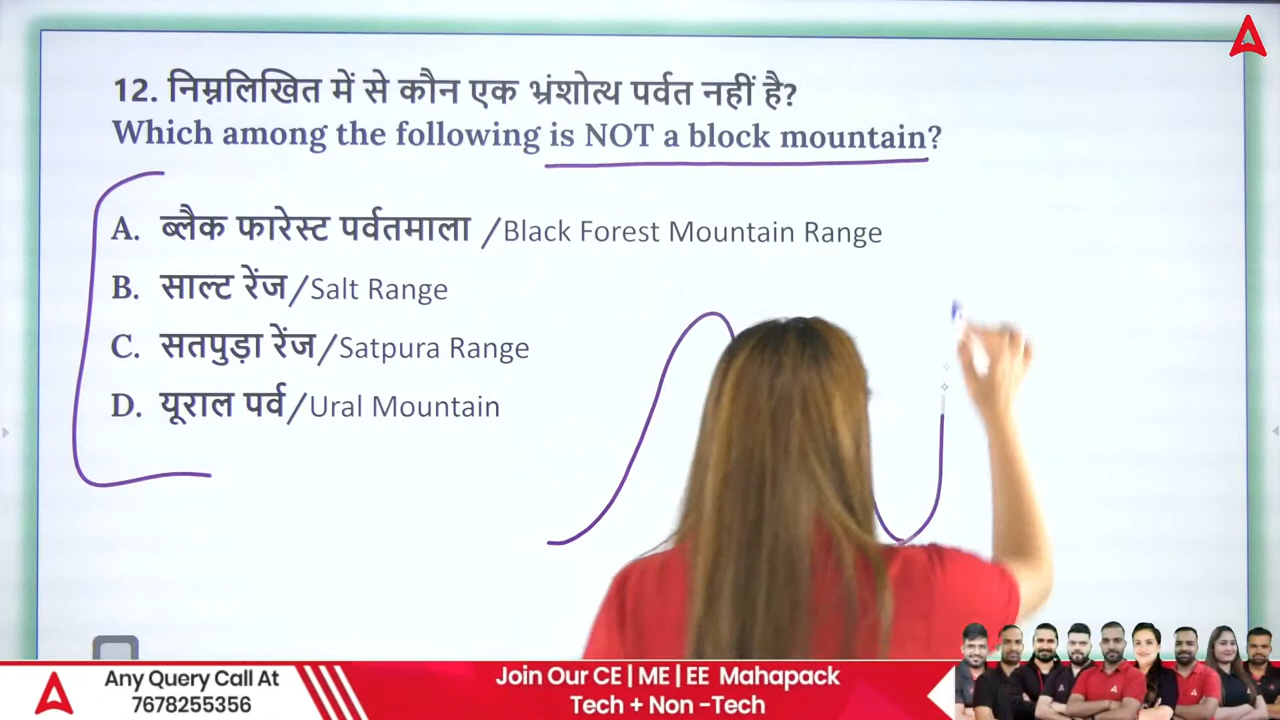 12. निम्नलिखित में से कौन एक भ्रंशोत्थ पर्वत नहीं है?
Which among the following is NOT a block mountain?
A. ब्लैक फारेस्ट पर्वतमाला /Black Forest Mountain Range
B. साल्ट रेंज/Salt Range
C. सतपुड़ा रेंज/Satpura Range
D. यूराल पर्व/Ural Mountain
Any Query Call At
7678255356
Join Our CE | ME | EE Mahapack
Tech + Non -Tech